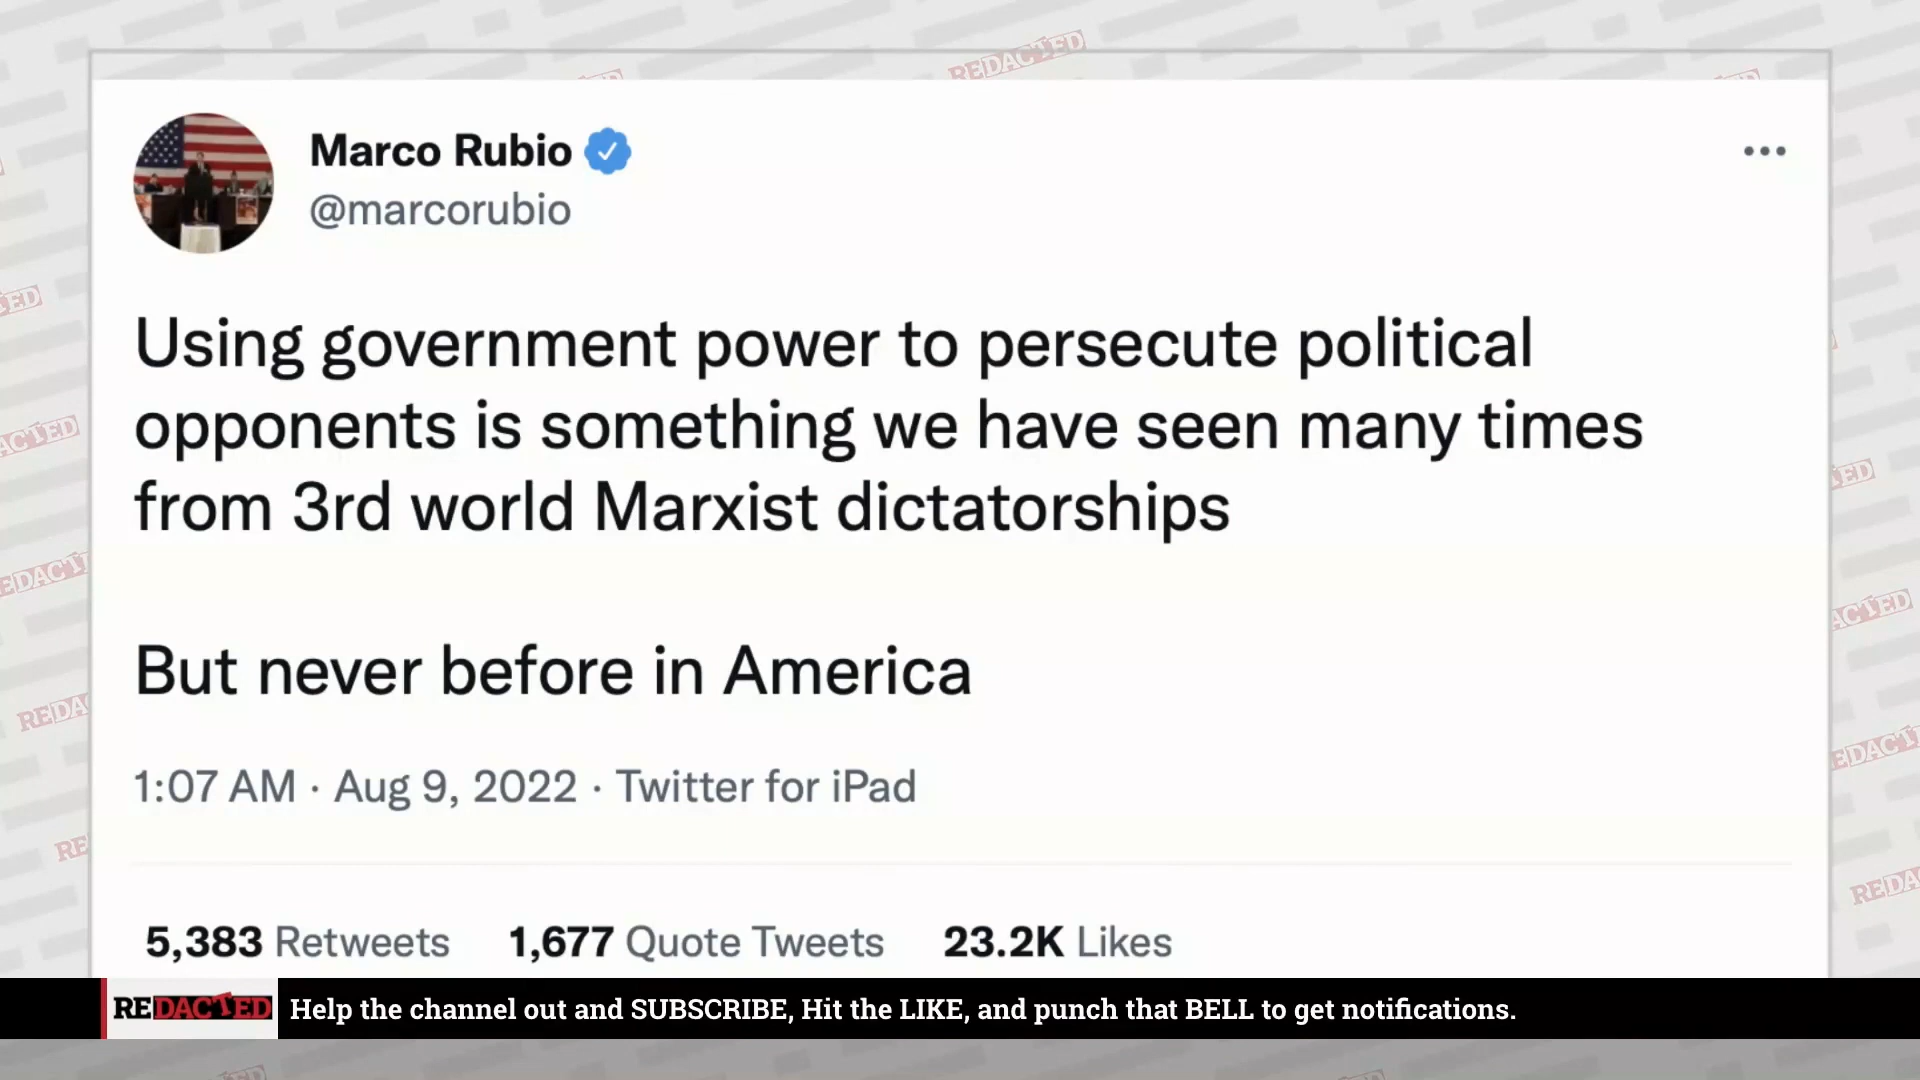 REDACTED
Marco Rubio
@marcorubio
Using government power to persecute political
opponents is something we have seen many times
from 3rd world Marxist dictatorships
But never before in America
1:07 AM · Aug 9, 2022 · Twitter for iPad
5,383 Retweets 1,677 Quote Tweets 23.2K Likes
REDACTED Help the channel out and SUBSCRIBE, Hit the LIKE, and punch that BELL to get notifications.